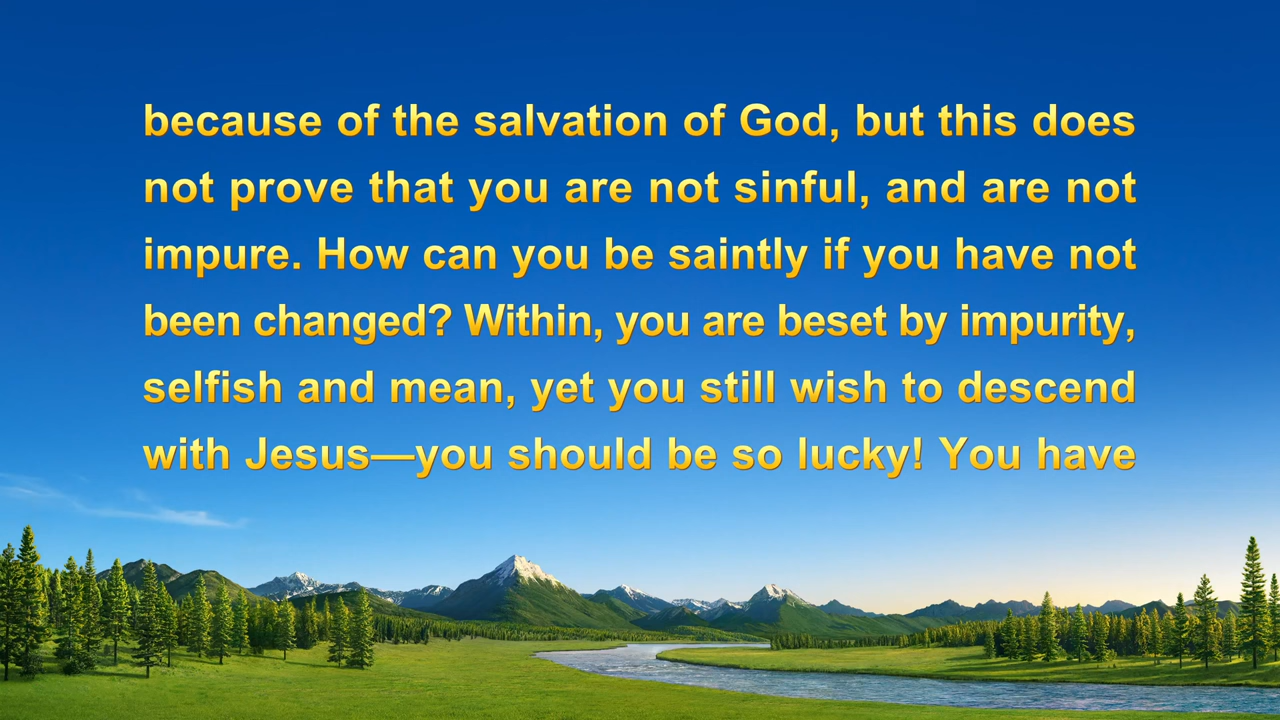 because of the salvation of God, but this does
not prove that you are not sinful, and are not
impure. How can you be saintly if you have not
been changed? Within, you are beset by impurity,
selfish and mean, yet you still wish to descend
with Jesus—you should be so lucky! You have